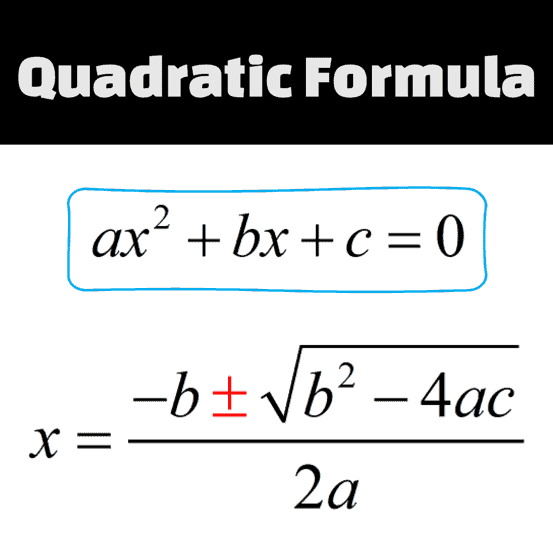 Quadratic Formula
ax² + bx + c = 0
x = (−b ± √(b² − 4ac)) / 2a